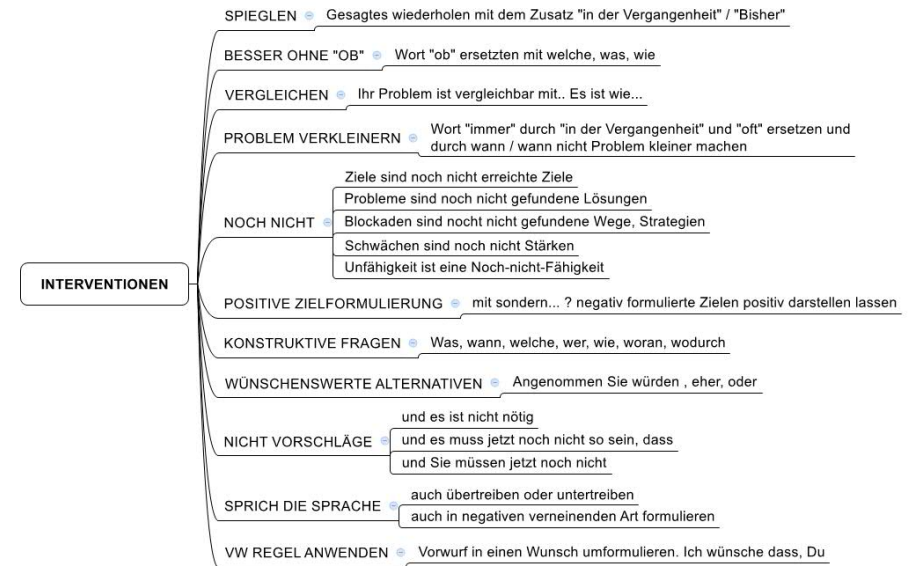 SPIEGLEN Gesagtes wiederholen mit dem Zusatz "in der Vergangenheit" / "Bisher"
BESSER OHNE "OB" Wort "ob" ersetzten mit welche, was, wie
VERGLEICHEN Ihr Problem ist vergleichbar mit.. Es ist wie...
PROBLEM VERKLEINERN Wort "immer" durch "in der Vergangenheit" und "oft" ersetzen und
durch wann / wann nicht Problem kleiner machen
NOCH NICHT
Ziele sind noch nicht erreichte Ziele
Probleme sind noch nicht gefundene Lösungen
Blockaden sind nocht nicht gefundene Wege, Strategien
Schwächen sind noch nicht Stärken
Unfähigkeit ist eine Noch-nicht-Fähigkeit
INTERVENTIONEN
POSITIVE ZIELFORMULIERUNG mit sondern... ? negativ formulierte Zielen positiv darstellen lassen
KONSTRUKTIVE FRAGEN Was, wann, welche, wer, wie, woran, wodurch
WÜNSCHENSWERTE ALTERNATIVEN Angenommen Sie würden , eher, oder
NICHT VORSCHLÄGE
und es ist nicht nötig
und es muss jetzt noch nicht so sein, dass
und Sie müssen jetzt noch nicht
SPRICH DIE SPRACHE
auch übertreiben oder untertreiben
auch in negativen verneinenden Art formulieren
VW REGEL ANWENDEN Vorwurf in einen Wunsch umformulieren. Ich wünsche dass, Du